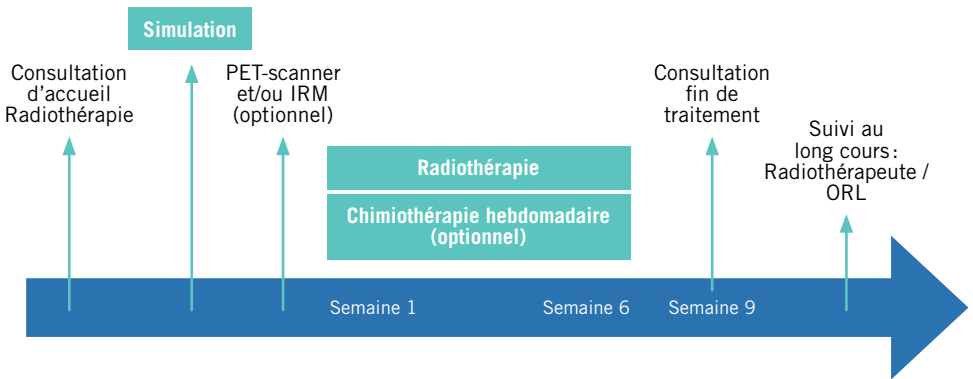 Simulation
Consultation
d'accueil
Radiothérapie
PET-scanner
et/ou IRM
(optionnel)
Radiothérapie
Chimiothérapie hebdomadaire
(optionnel)
Consultation
fin de
traitement
Suivi au
long cours:
Radiothérapeute /
ORL
Semaine 1
Semaine 6
Semaine 9